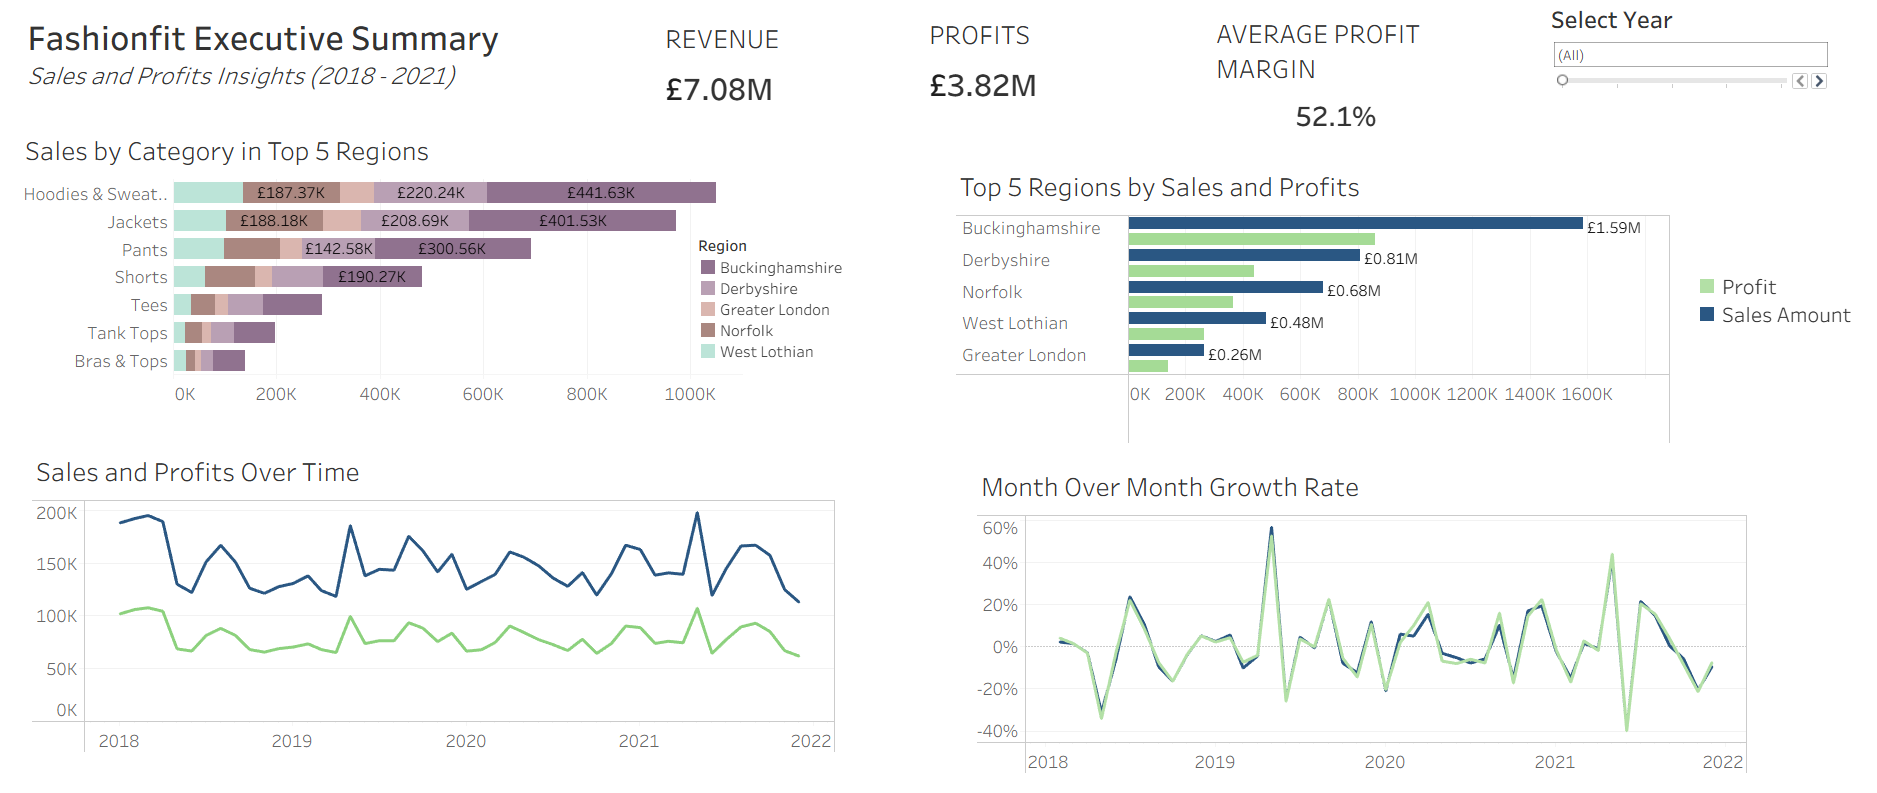 Fashionfit Executive Summary
Sales and Profits Insights (2018 - 2021)
REVENUE
£7.08M
PROFITS
£3.82M
AVERAGE PROFIT
MARGIN
52.1%
Select Year
(All)
Sales by Category in Top 5 Regions
Hoodies & Sweat.. £187.37K £220.24K £441.63K
Jackets £188.18K £208.69K £401.53K
Pants £142.58K £300.56K
Shorts £190.27K
Tees
Tank Tops
Bras & Tops
0K 200K 400K 600K 800K 1000K
Region
Buckinghamshire
Derbyshire
Greater London
Norfolk
West Lothian
Top 5 Regions by Sales and Profits
Buckinghamshire £1.59M
Derbyshire £0.81M
Norfolk £0.68M
West Lothian £0.48M
Greater London £0.26M
0K 200K 400K 600K 800K 1000K 1200K 1400K 1600K
Profit
Sales Amount
Sales and Profits Over Time
200K
150K
100K
50K
0K
2018 2019 2020 2021 2022
Month Over Month Growth Rate
60%
40%
20%
0%
-20%
-40%
2018 2019 2020 2021 2022